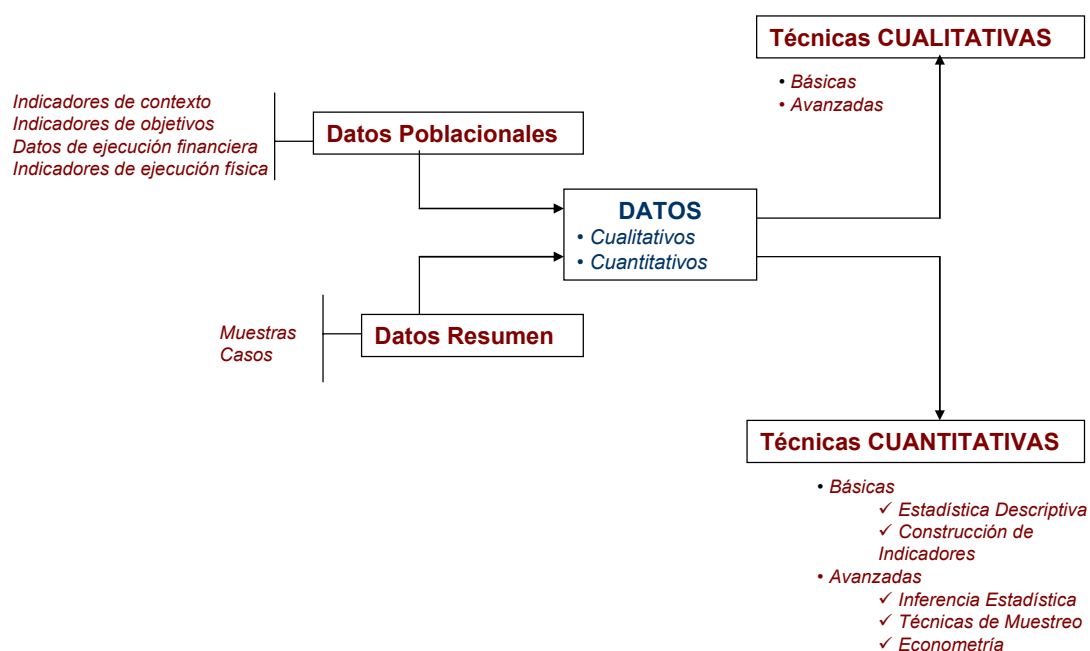 Técnicas CUALITATIVAS
• Básicas
• Avanzadas
Indicadores de contexto
Indicadores de objetivos
Datos de ejecución financiera
Indicadores de ejecución física
Datos Poblacionales
DATOS
• Cualitativos
• Cuantitativos
Muestras
Casos
Datos Resumen
Técnicas CUANTITATIVAS
• Básicas
✓ Estadística Descriptiva
✓ Construcción de
Indicadores
• Avanzadas
✓ Inferencia Estadística
✓ Técnicas de Muestreo
✓ Econometría